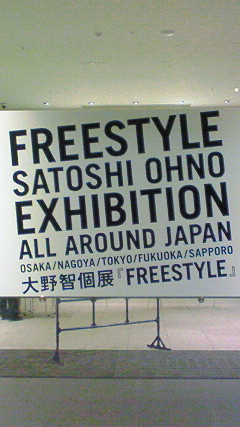 FREESTYLE
SATOSHI OHNO
EXHIBITION
ALL AROUND JAPAN
OSAKA/NAGOYA/TOKYO/FUKUOKA/SAPPORO
大野智個展『FREESTYLE』